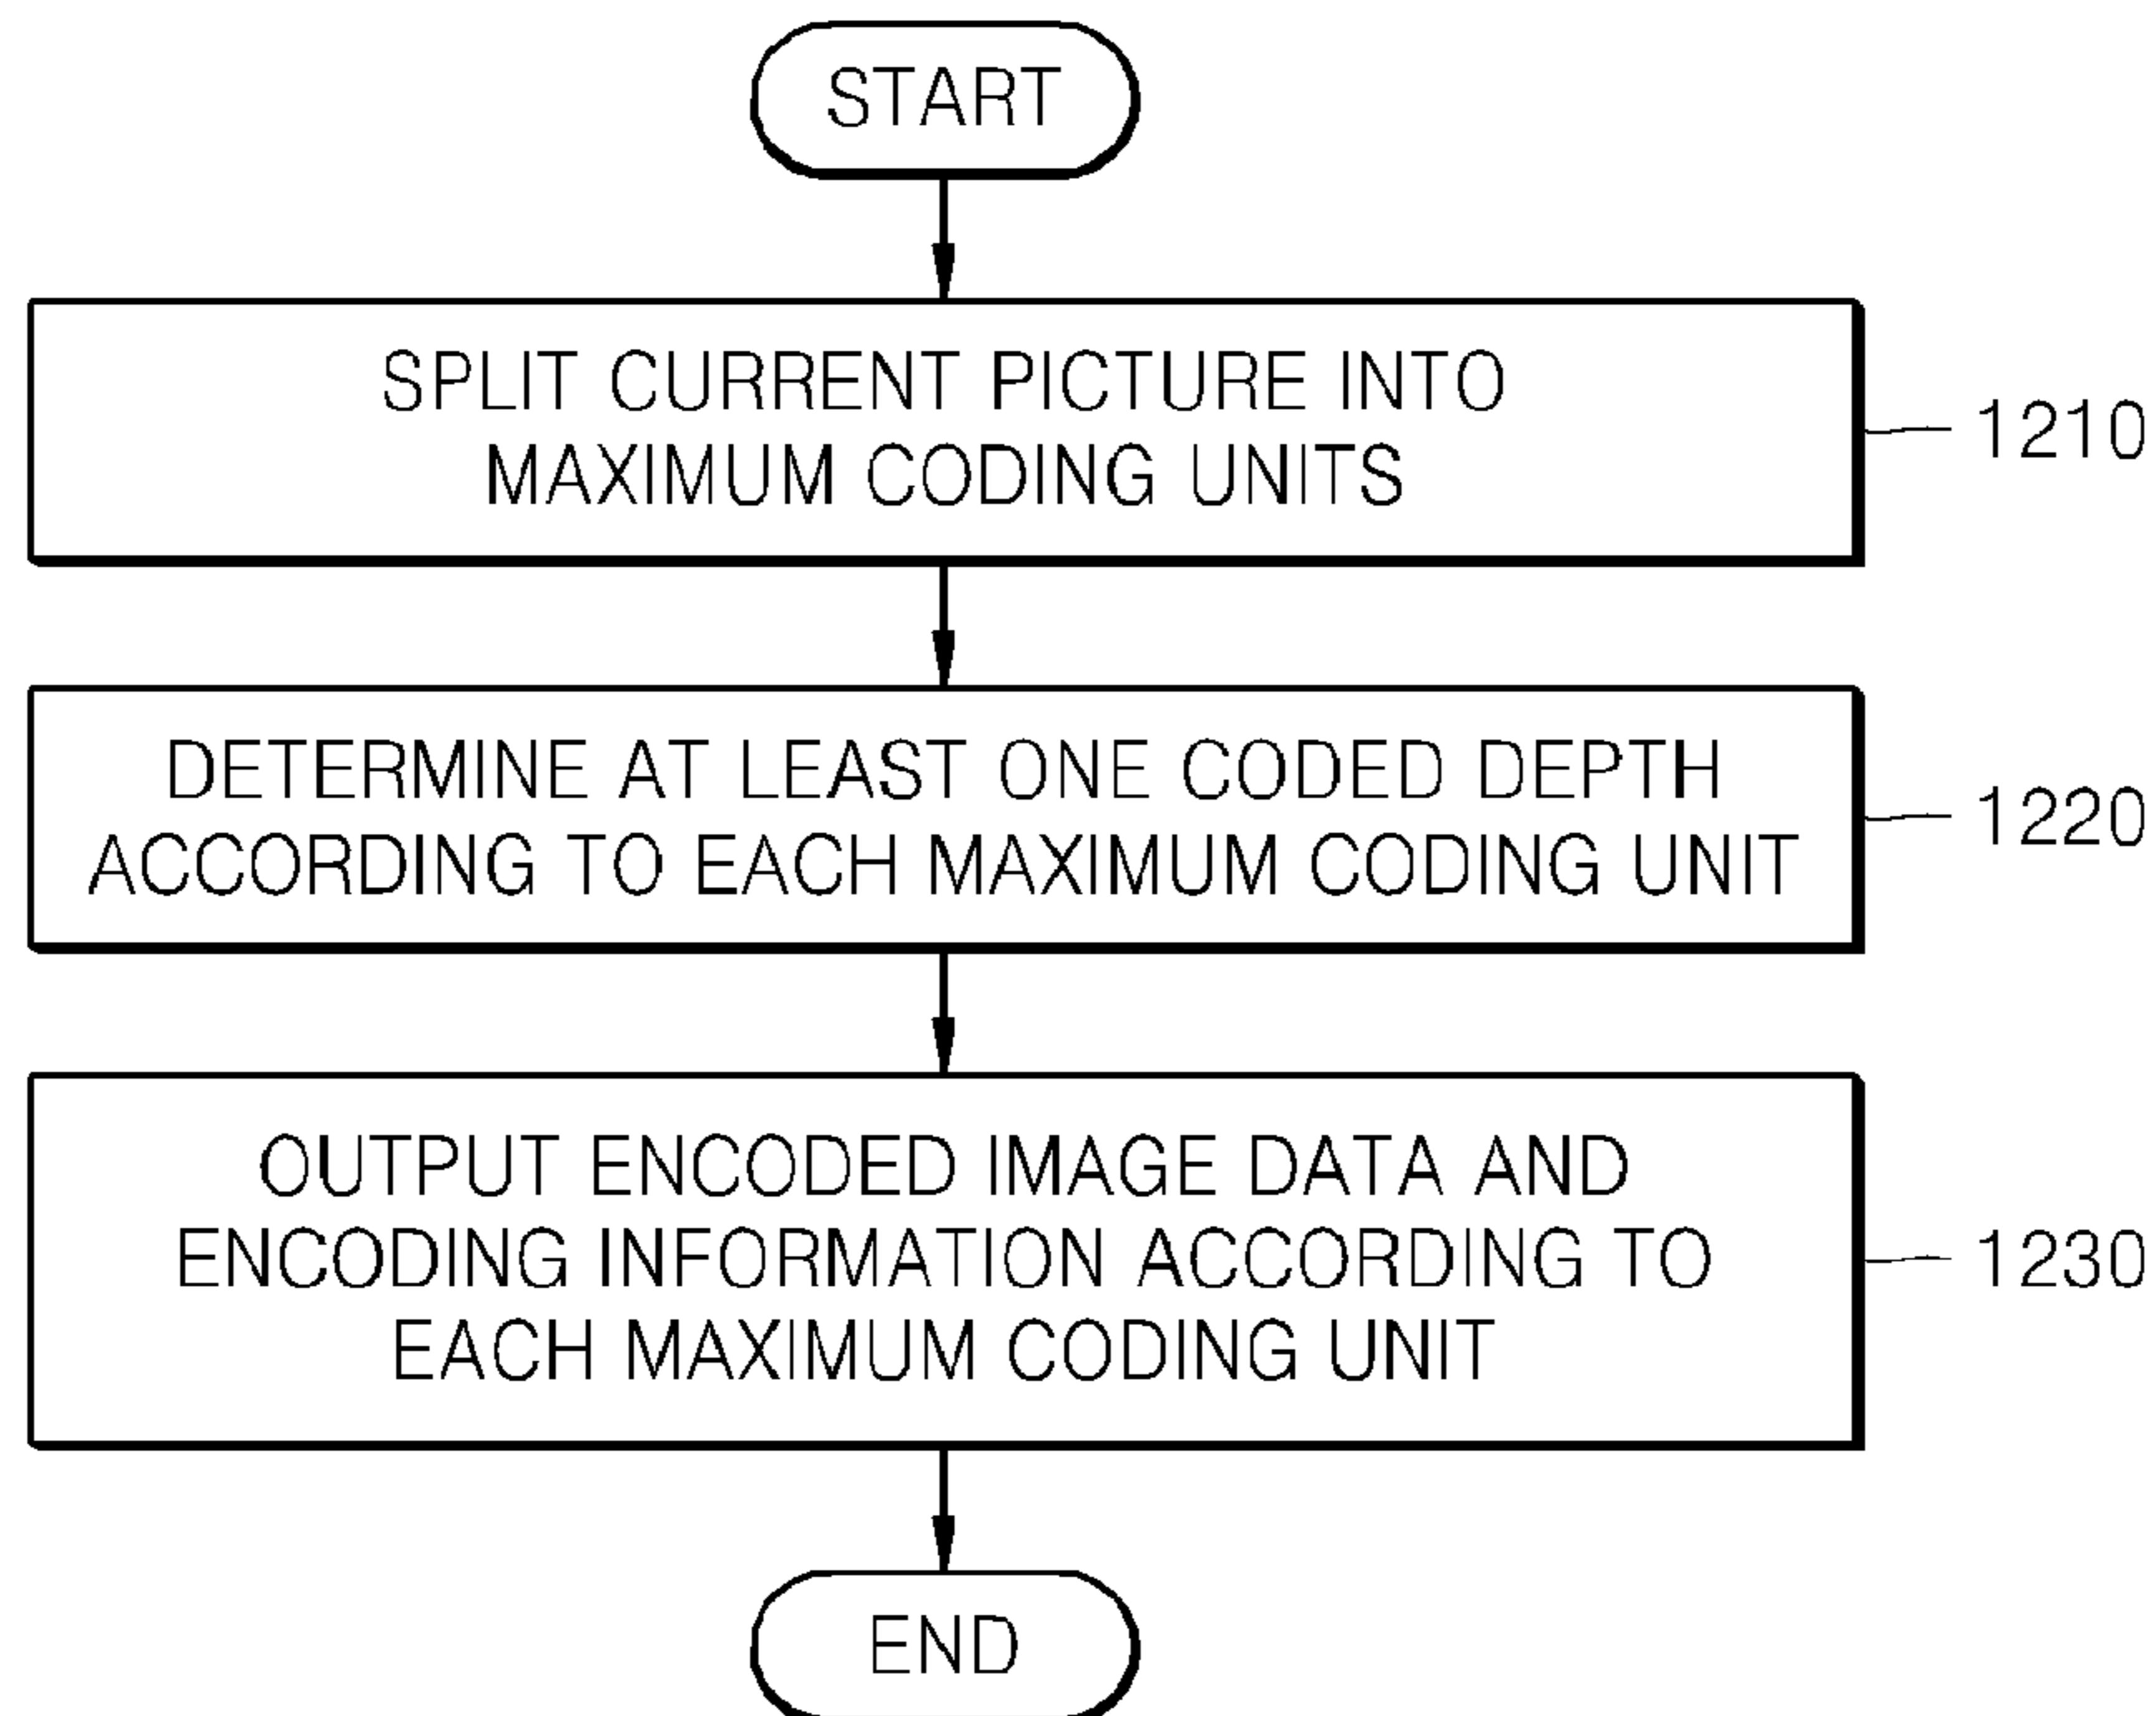 START
SPLIT CURRENT PICTURE INTO
MAXIMUM CODING UNITS
1210
DETERMINE AT LEAST ONE CODED DEPTH
ACCORDING TO EACH MAXIMUM CODING UNIT
1220
OUTPUT ENCODED IMAGE DATA AND
ENCODING INFORMATION ACCORDING TO
EACH MAXIMUM CODING UNIT
1230
END